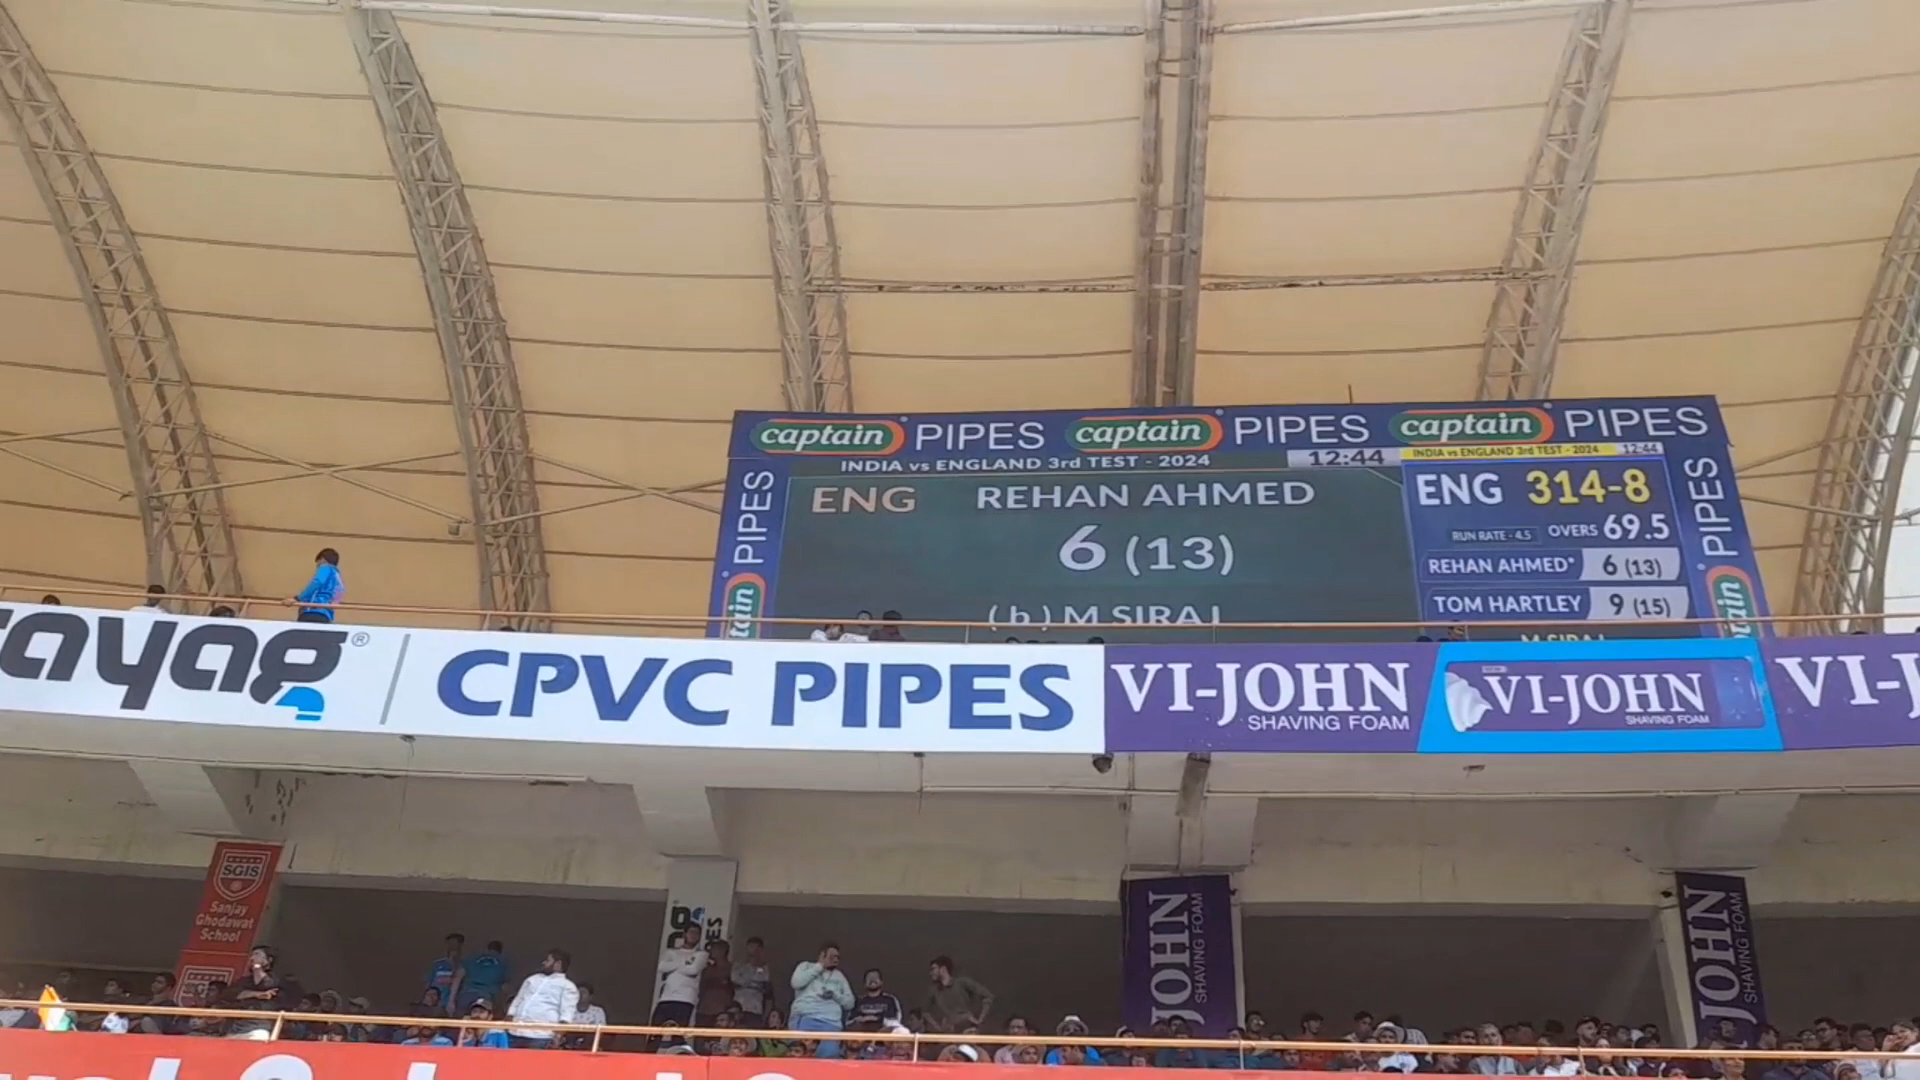 captain PIPES captain PIPES captain PIPES
INDIA vs ENGLAND 3rd TEST - 2024 12:44
INDIA vs ENGLAND 3rd TEST - 2024 12:44
PIPES
ENG REHAN AHMED
6 (13)
(b) M SIRAJ
ENG 314-8
RUN RATE - 4.5 OVERS 69.5
REHAN AHMED* 6 (13)
TOM HARTLEY 9 (15)
M SIRAJ
PIPES
CPVC PIPES
VI-JOHN
SHAVING FOAM
VI-JOHN
SHAVING FOAM
SGIS
Sanjay
Ghodawat
School
JOHN
SHAVING FOAM
JOHN
SHAVING FOAM